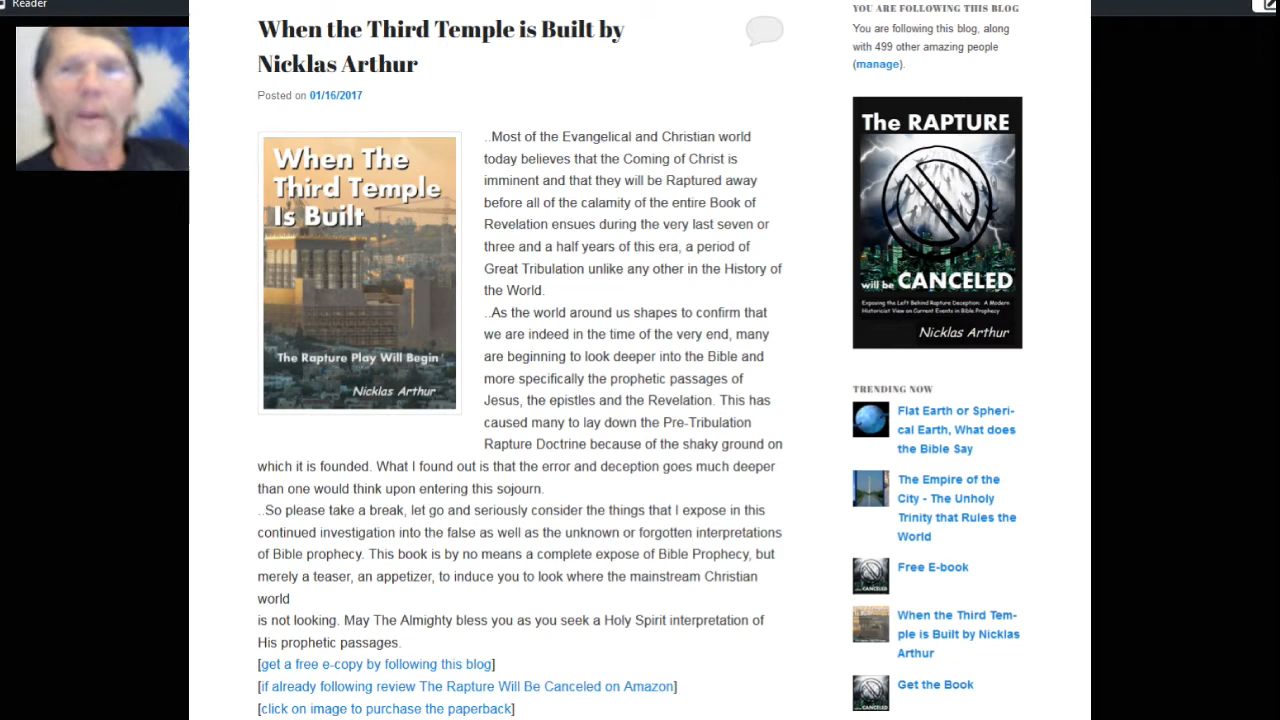 Reader
When the Third Temple is Built by
Nicklas Arthur
Posted on 01/16/2017
When The
Third Temple
Is Built
The Rapture Play Will Begin
Nicklas Arthur
..Most of the Evangelical and Christian world
today believes that the Coming of Christ is
imminent and that they will be Raptured away
before all of the calamity of the entire Book of
Revelation ensues during the very last seven or
three and a half years of this era, a period of
Great Tribulation unlike any other in the History of
the World.
..As the world around us shapes to confirm that
we are indeed in the time of the very end, many
are beginning to look deeper into the Bible and
more specifically the prophetic passages of
Jesus, the epistles and the Revelation. This has
caused many to lay down the Pre-Tribulation
Rapture Doctrine because of the shaky ground on
which it is founded. What I found out is that the error and deception goes much deeper
than one would think upon entering this sojourn.
..So please take a break, let go and seriously consider the things that I expose in this
continued investigation into the false as well as the unknown or forgotten interpretations
of Bible prophecy. This book is by no means a complete expose of Bible Prophecy, but
merely a teaser, an appetizer, to induce you to look where the mainstream Christian
world
is not looking. May The Almighty bless you as you seek a Holy Spirit interpretation of
His prophetic passages.
[get a free e-copy by following this blog]
[if already following review The Rapture Will Be Canceled on Amazon]
[click on image to purchase the paperback]
YOU ARE FOLLOWING THIS BLOG
You are following this blog, along
with 499 other amazing people
(manage).
The RAPTURE
will be CANCELED
Exposing the Left Behind Rapture Deception: A Modern
Historicist View on Current Events in Bible Prophecy
Nicklas Arthur
TRENDING NOW
Flat Earth or Spheri-
cal Earth, What does
the Bible Say
The Empire of the
City - The Unholy
Trinity that Rules the
World
Free E-book
When the Third Tem-
ple is Built by Nicklas
Arthur
Get the Book